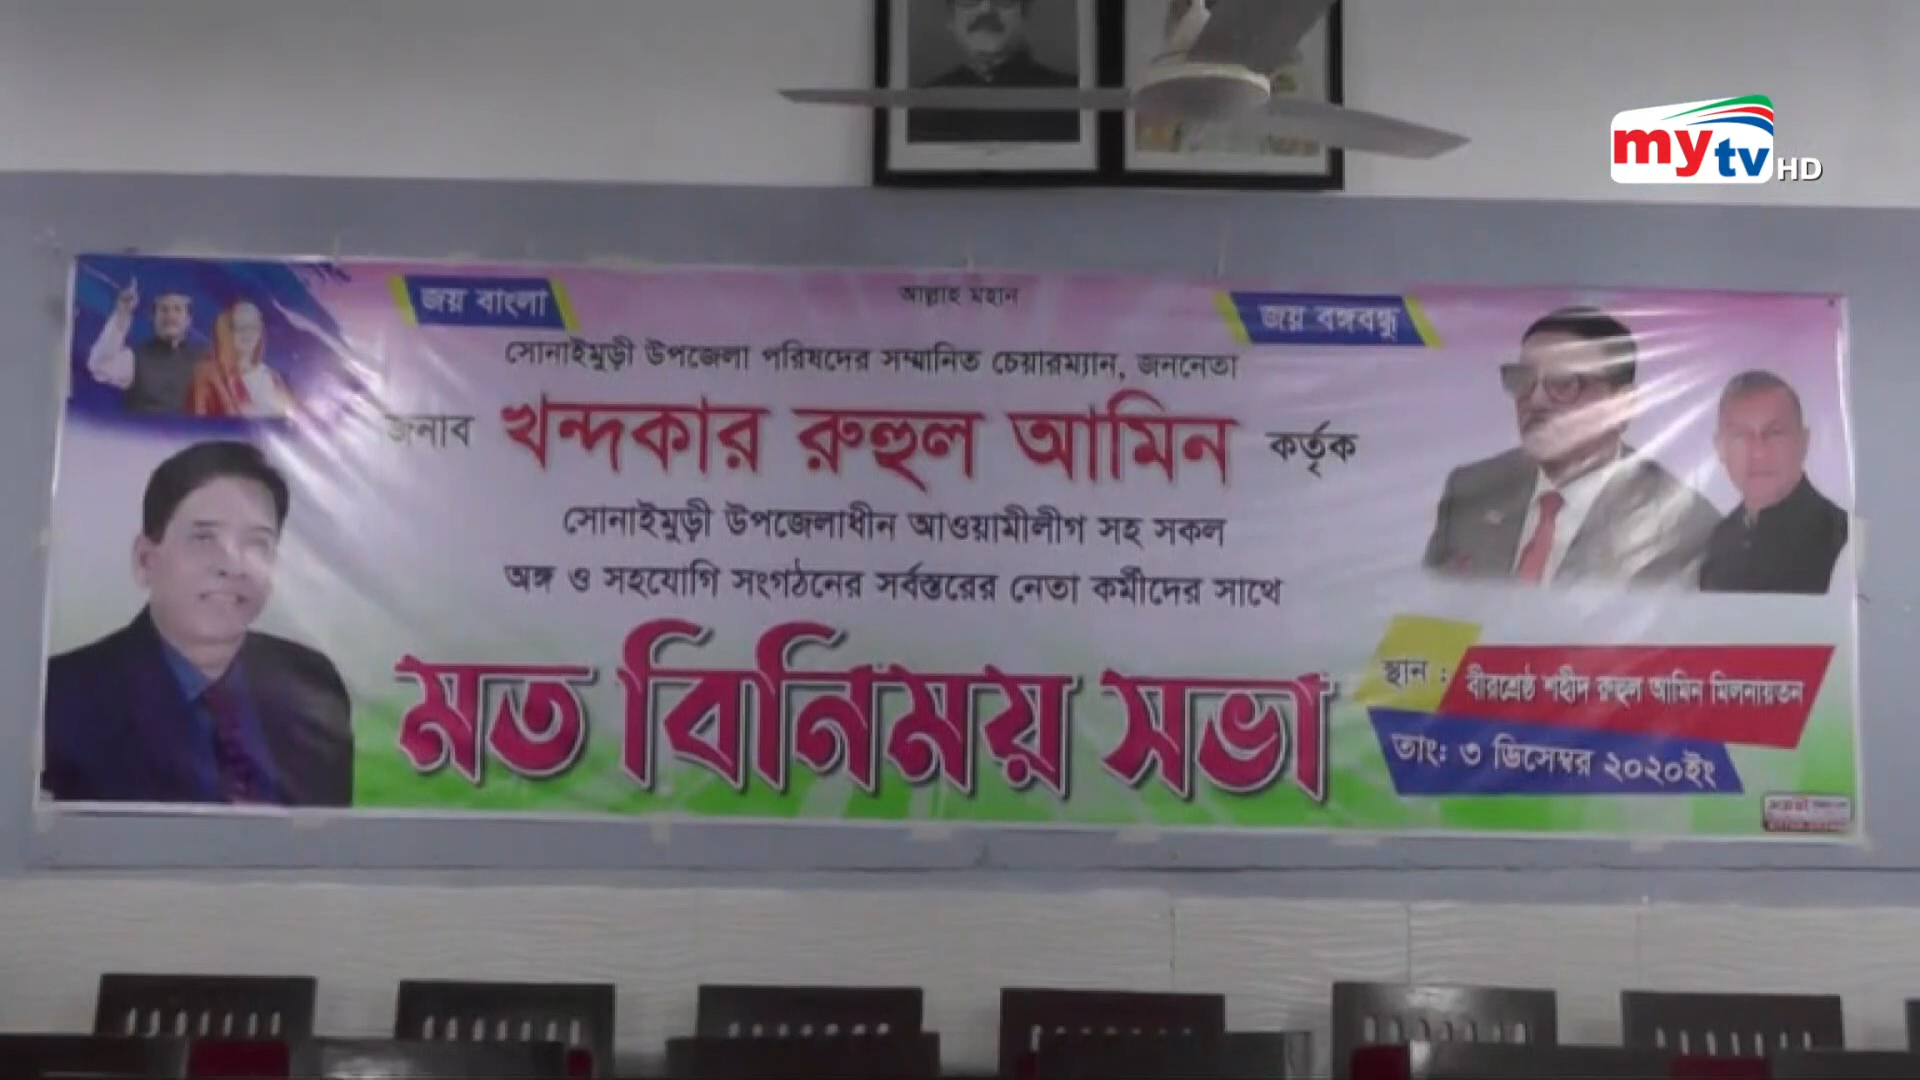 my tv HD
জয় বাংলা
আল্লাহ মহান
জয় বঙ্গবন্ধু
সোনাইমুড়ী উপজেলা পরিষদের সম্মানিত চেয়ারম্যান, জননেতা
জনাব খন্দকার রুহুল আমিন কর্তৃক
সোনাইমুড়ী উপজেলাধীন আওয়ামীলীগ সহ সকল
অঙ্গ ও সহযোগি সংগঠনের সর্বস্তরের নেতা কর্মীদের সাথে
মত বিনিময় সভা
স্থান : বীরশ্রেষ্ঠ শহীদ রুহুল আমিন মিলনায়তন
তাং: ৩ ডিসেম্বর ২০২০ইং